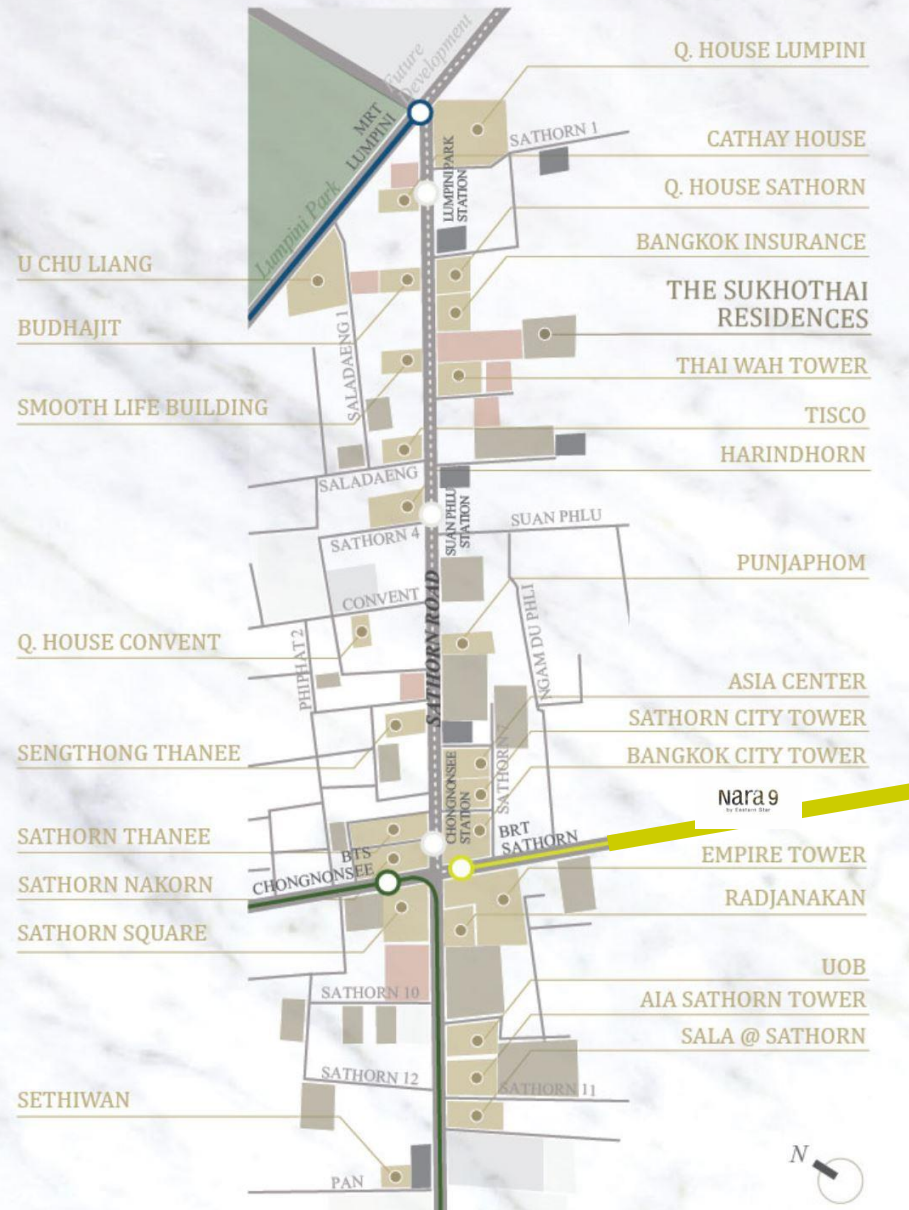 Future
Development
MRT
LUMPINI
Lumpini Park
Q. HOUSE LUMPINI
SATHORN 1
CATHAY HOUSE
LUMPINI PARK
STATION
Q. HOUSE SATHORN
BANGKOK INSURANCE
U CHU LIANG
THE SUKHOTHAI
RESIDENCES
BUDHAJIT
SALADAENG 1
THAI WAH TOWER
SMOOTH LIFE BUILDING
TISCO
HARINDHORN
SALADAENG
SUAN PHLU
STATION
SUAN PHLU
SATHORN 4
PUNJAPHOM
CONVENT
NGAM DU PHLI
SATHORN ROAD
Q. HOUSE CONVENT
PHIPHAT 2
ASIA CENTER
SATHORN CITY TOWER
SENGTHONG THANEE
BANGKOK CITY TOWER
CHONGNONSEE
STATION
Nara 9
by Eastern Star
SATHORN THANEE
BRT
SATHORN
BTS
CHONGNONSEE
EMPIRE TOWER
SATHORN NAKORN
RADJANAKAN
SATHORN SQUARE
UOB
SATHORN 10
AIA SATHORN TOWER
SALA @ SATHORN
SATHORN 12
SATHORN 11
SETHIWAN
N
PAN